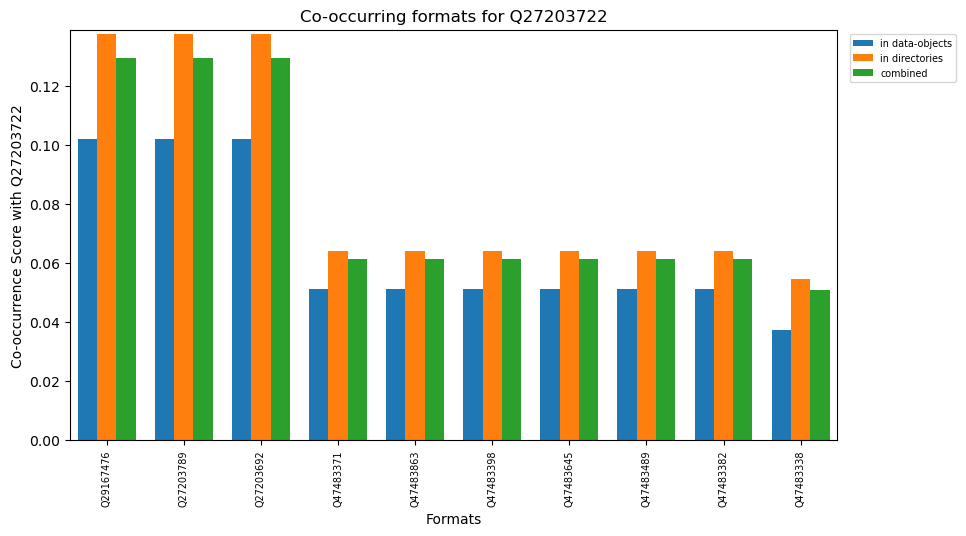 Co-occurring formats for Q27203722
in data-objects
in directories
combined
Co-occurrence Score with Q27203722
0.12
0.10
0.08
0.06
0.04
0.02
0.00
Q29167476
Q27203789
Q27203692
Q47483371
Q47483863
Q47483398
Q47483645
Q47483489
Q47483382
Q47483338
Formats